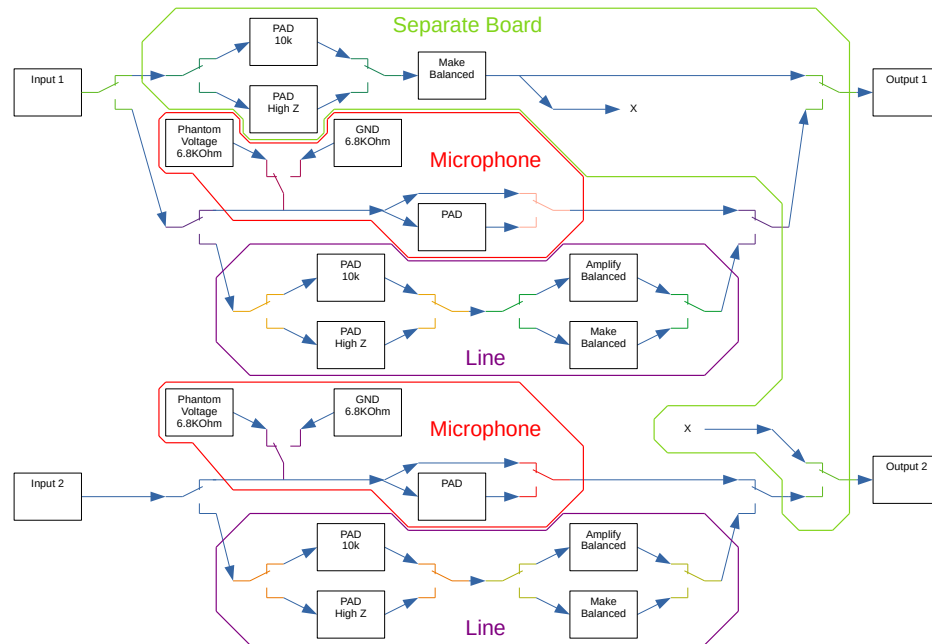 Separate Board
PAD
10k
Input 1
Make
Balanced
Output 1
PAD
High Z
X
Phantom
Voltage
6.8KOhm
GND
6.8KOhm
Microphone
PAD
PAD
10k
Amplify
Balanced
PAD
High Z
Make
Balanced
Line
Phantom
Voltage
6.8KOhm
GND
6.8KOhm
Microphone
X
Input 2
PAD
Output 2
PAD
10k
Amplify
Balanced
PAD
High Z
Make
Balanced
Line